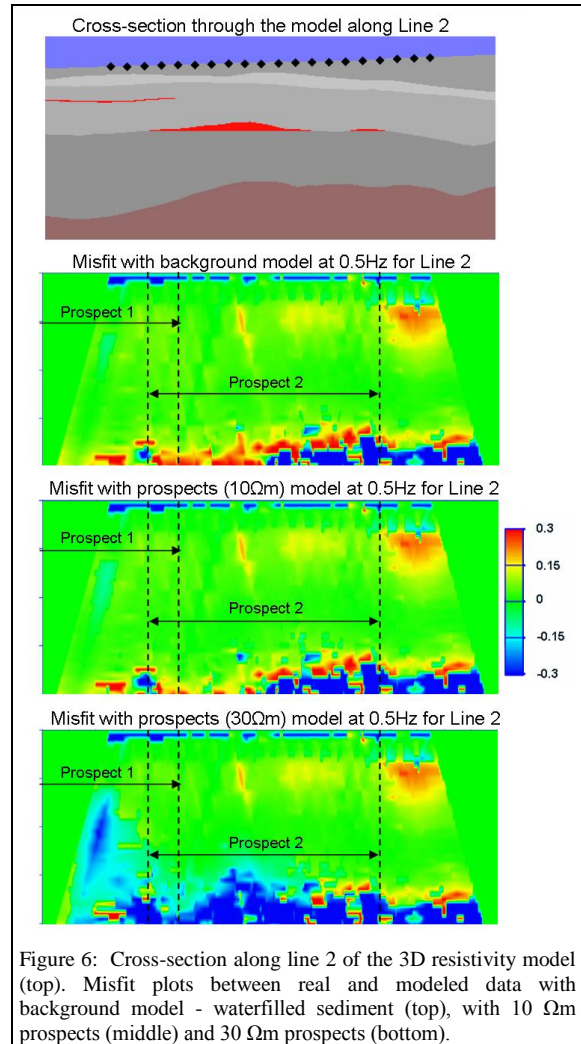 Cross-section through the model along Line 2
Misfit with background model at 0.5Hz for Line 2
Prospect 1
Prospect 2
Misfit with prospects (10Ωm) model at 0.5Hz for Line 2
Prospect 1
Prospect 2
0.3
0.15
0
-0.15
-0.3
Misfit with prospects (30Ωm) model at 0.5Hz for Line 2
Prospect 1
Prospect 2
Figure 6: Cross-section along line 2 of the 3D resistivity model
(top). Misfit plots between real and modeled data with
background model - waterfilled sediment (top), with 10 Ωm
prospects (middle) and 30 Ωm prospects (bottom).